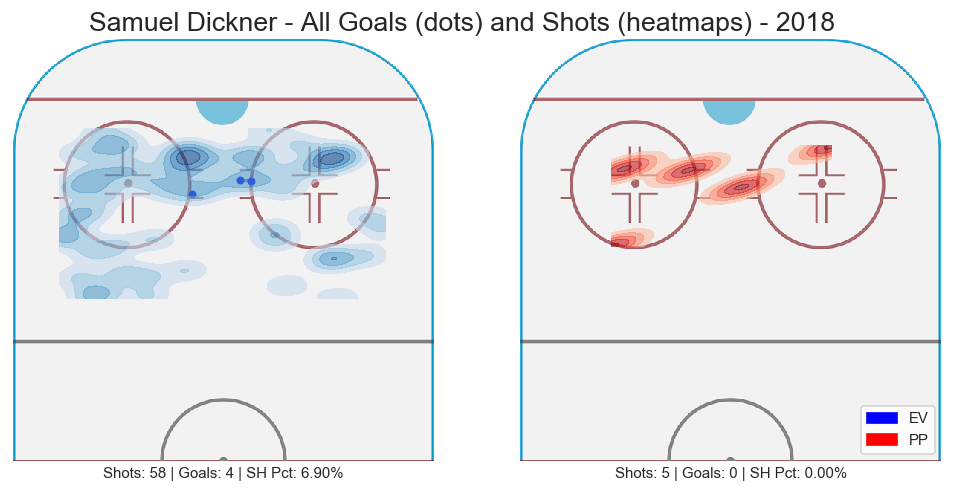 Samuel Dickner - All Goals (dots) and Shots (heatmaps) - 2018
EV
PP
Shots: 58 | Goals: 4 | SH Pct: 6.90%
Shots: 5 | Goals: 0 | SH Pct: 0.00%